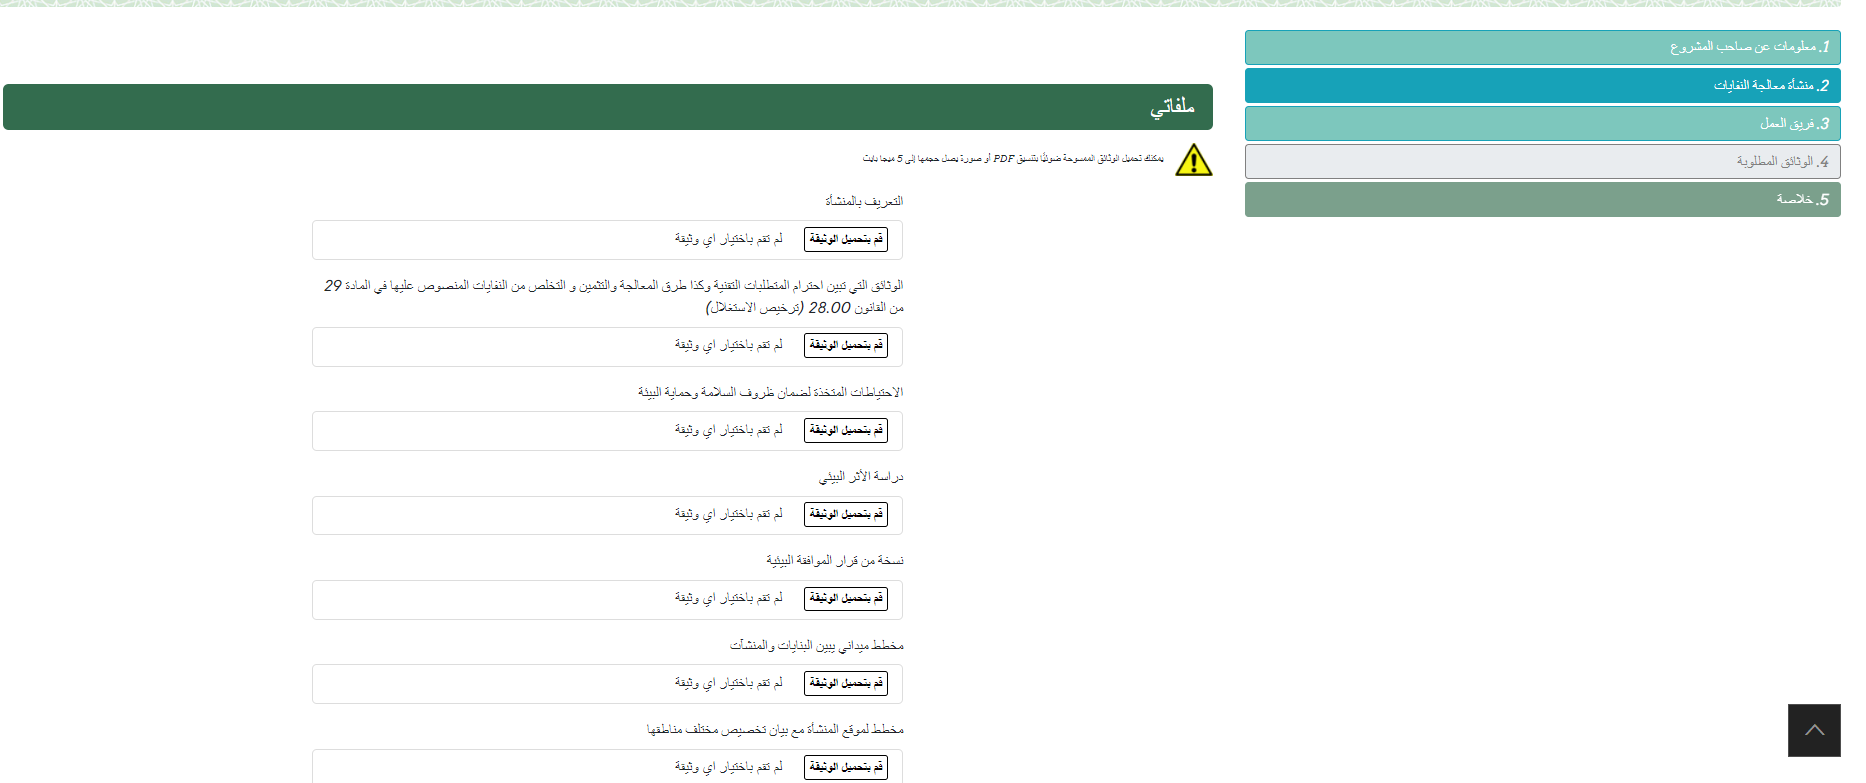 1. معلومات عن صاحب المشروع
2. منشأة معالجة النفايات
3. فريق العمل
4. الوثائق المطلوبة
5. خلاصة
ملفاتي
يمكنك تحميل الوثائق الممسوحة ضوئيًا بتنسيق PDF أو صورة يصل حجمها إلى 5 ميجا بايت
التعريف بالمنشأة
قم بتحميل الوثيقة لم تقم باختيار اي وثيقة
الوثائق التي تبين احترام المتطلبات التقنية وكذا طرق المعالجة والتثمين و التخلص من النفايات المنصوص عليها في المادة 29
من القانون 28.00 (ترخيص الاستغلال)
قم بتحميل الوثيقة لم تقم باختيار اي وثيقة
الاحتياطات المتخذة لضمان ظروف السلامة وحماية البيئة
قم بتحميل الوثيقة لم تقم باختيار اي وثيقة
دراسة الأثر البيئي
قم بتحميل الوثيقة لم تقم باختيار اي وثيقة
نسخة من قرار الموافقة البيئية
قم بتحميل الوثيقة لم تقم باختيار اي وثيقة
مخطط ميداني يبين البنايات والمنشآت
قم بتحميل الوثيقة لم تقم باختيار اي وثيقة
مخطط لموقع المنشأة مع بيان تخصيص مختلف مناطقها
قم بتحميل الوثيقة لم تقم باختيار اي وثيقة